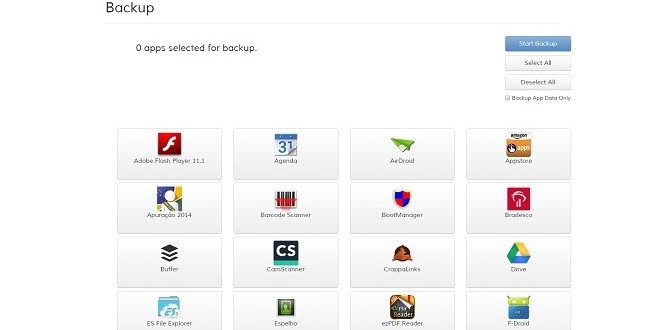 Backup
0 apps selected for backup.
Start Backup
Select All
Deselect All
Backup App Data Only
Adobe Flash Player 11.1
31
Agenda
AirDroid
amazon
apps
Appstore
Apuração 2014
Barcode Scanner
BootManager
Bradesco
Buffer
CS
CamScanner
CrappaLinks
Drive
ES File Explorer
Espelho
Reader
ezPDF Reader
F-Droid